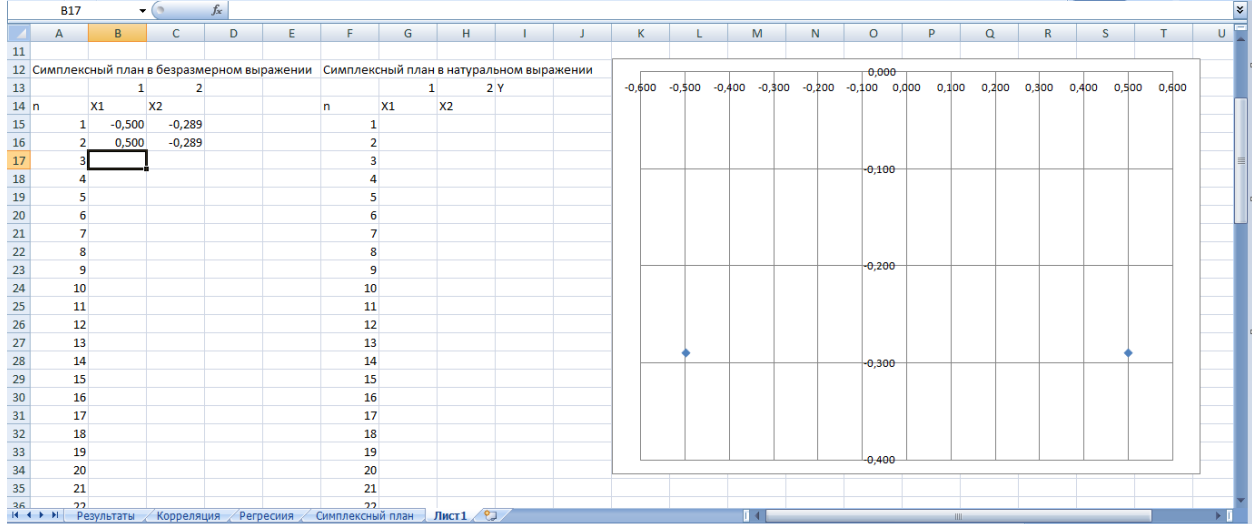 B17 fx
A B C D E F G H I J K L M N O P Q R S T U
11
12 Симплексный план в безразмерном выражении Симплексный план в натуральном выражении
13 1 2 1 2 Y
14 n X1 X2 n X1 X2
15 1 -0,500 -0,289 1
16 2 0,500 -0,289 2
17 3 3
18 4 4
19 5 5
20 6 6
21 7 7
22 8 8
23 9 9
24 10 10
25 11 11
26 12 12
27 13 13
28 14 14
29 15 15
30 16 16
31 17 17
32 18 18
33 19 19
34 20 20
35 21 21
36 22 22
0,000
-0,600 -0,500 -0,400 -0,300 -0,200 -0,100 0,000 0,100 0,200 0,300 0,400 0,500 0,600
-0,100
-0,200
-0,300
-0,400
Результаты Корреляция Регресиия Симплексный план Лист1